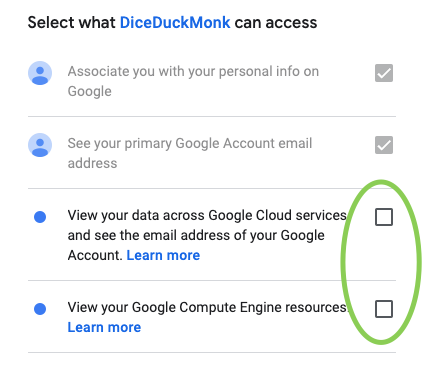 Select what DiceDuckMonk can access
Associate you with your personal info on
Google
See your primary Google Account email
address
View your data across Google Cloud services
and see the email address of your Google
Account. Learn more
View your Google Compute Engine resources.
Learn more